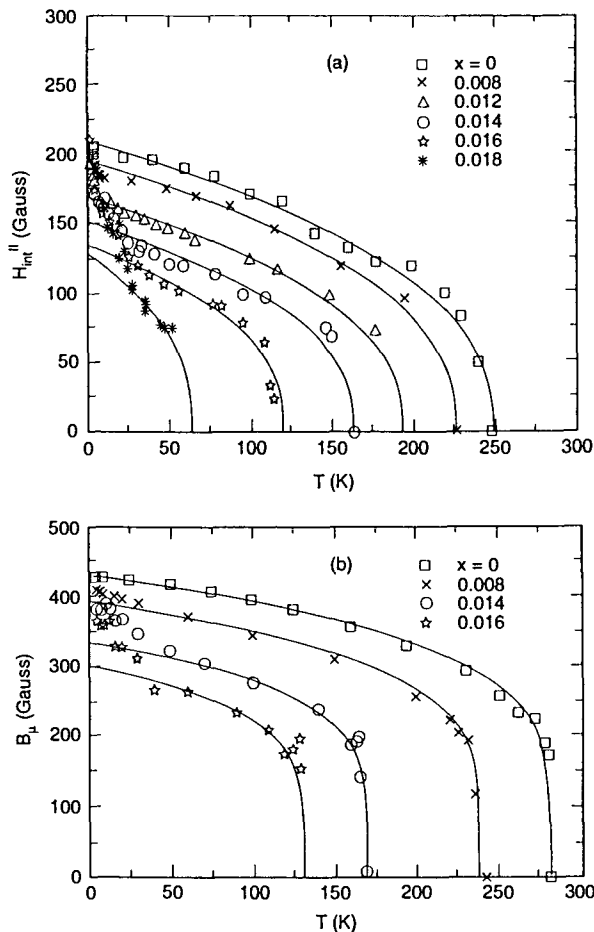 300
250
200
150
100
50
0
H_int^II (Gauss)
(a)
□ x = 0
× 0.008
△ 0.012
○ 0.014
☆ 0.016
✳ 0.018
0 50 100 150 200 250 300
T (K)
500
400
300
200
100
0
B_μ (Gauss)
(b)
□ x = 0
× 0.008
○ 0.014
☆ 0.016
0 50 100 150 200 250 300
T (K)